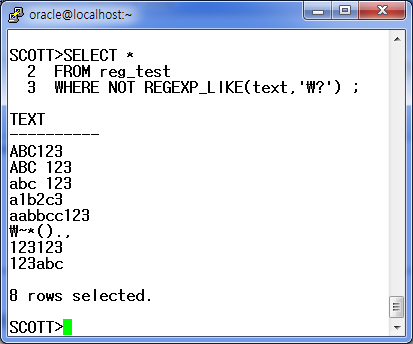 oracle@localhost:~
SCOTT>SELECT *
2 FROM reg_test
3 WHERE NOT REGEXP_LIKE(text,'₩?') ;
TEXT
----------
ABC123
ABC 123
abc 123
a1b2c3
aabbcc123
₩~*().,
123123
123abc
8 rows selected.
SCOTT>